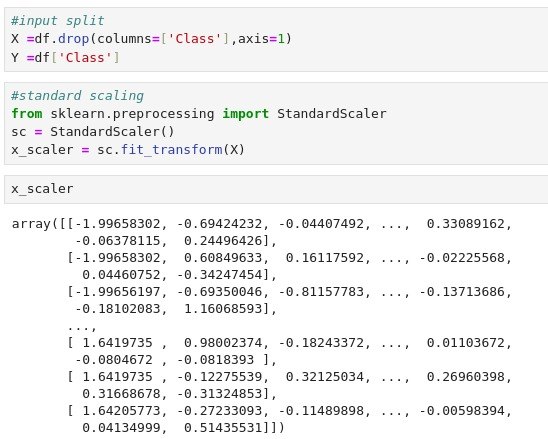 #input split
X =df.drop(columns=['Class'],axis=1)
Y =df['Class']
#standard scaling
from sklearn.preprocessing import StandardScaler
sc = StandardScaler()
x_scaler = sc.fit_transform(X)
x_scaler
array([[-1.99658302, -0.69424232, -0.04407492, ...,  0.33089162,
        -0.06378115,  0.24496426],
       [-1.99658302,  0.60849633,  0.16117592, ..., -0.02225568,
         0.04460752, -0.34247454],
       [-1.99656197, -0.69350046, -0.81157783, ..., -0.13713686,
        -0.18102083,  1.16068593],
       ...,
       [ 1.6419735 ,  0.98002374, -0.18243372, ...,  0.01103672,
        -0.0804672 , -0.0818393 ],
       [ 1.6419735 , -0.12275539,  0.32125034, ...,  0.26960398,
         0.31668678, -0.31324853],
       [ 1.64205773, -0.27233093, -0.11489898, ..., -0.00598394,
         0.04134999,  0.51435531]])